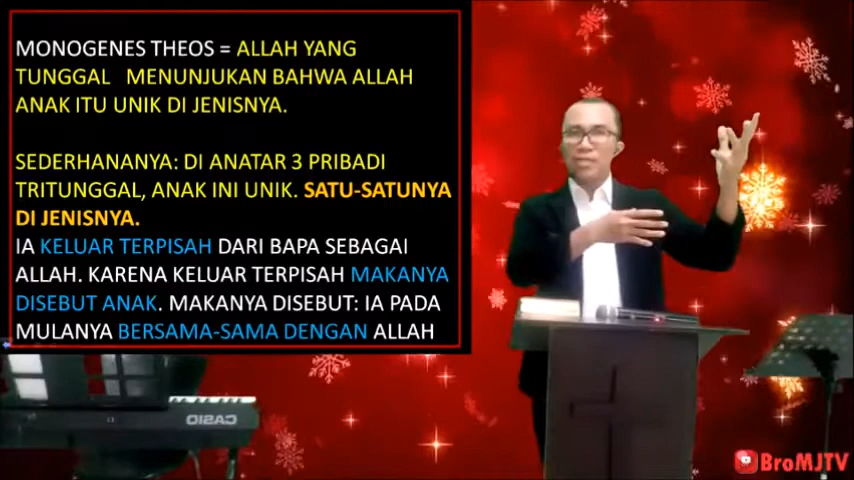 MONOGENES THEOS = ALLAH YANG
TUNGGAL MENUNJUKAN BAHWA ALLAH
ANAK ITU UNIK DI JENISNYA.
SEDERHANANYA: DI ANATAR 3 PRIBADI
TRITUNGGAL, ANAK INI UNIK. SATU-SATUNYA
DI JENISNYA.
IA KELUAR TERPISAH DARI BAPA SEBAGAI
ALLAH. KARENA KELUAR TERPISAH MAKANYA
DISEBUT ANAK. MAKANYA DISEBUT: IA PADA
MULANYA BERSAMA-SAMA DENGAN ALLAH
CASIO
BroMJTV